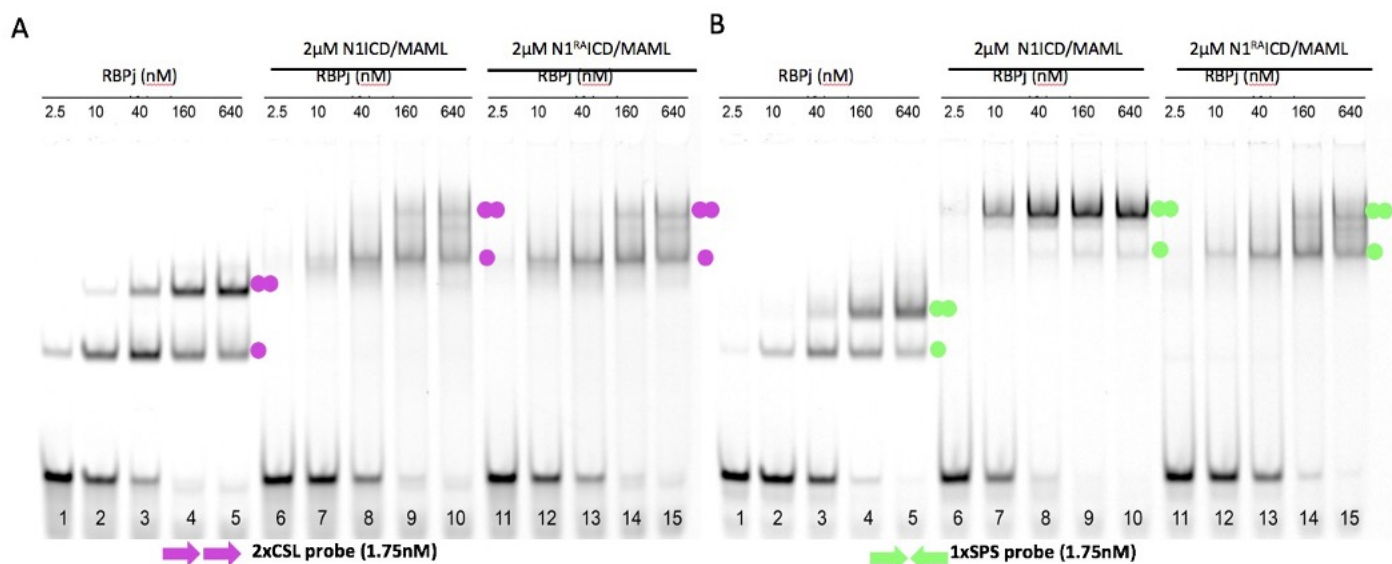 A
2μM N1ICD/MAML
2μM N1ᴿᴬICD/MAML
RBPj (nM)
RBPj (nM)
RBPj (nM)
2.5 10 40 160 640
2.5 10 40 160 640
2.5 10 40 160 640
1 2 3 4 5 6 7 8 9 10 11 12 13 14 15
2xCSL probe (1.75nM)
B
2μM N1ICD/MAML
2μM N1ᴿᴬICD/MAML
RBPj (nM)
RBPj (nM)
RBPj (nM)
2.5 10 40 160 640
2.5 10 40 160 640
2.5 10 40 160 640
1 2 3 4 5 6 7 8 9 10 11 12 13 14 15
1xSPS probe (1.75nM)